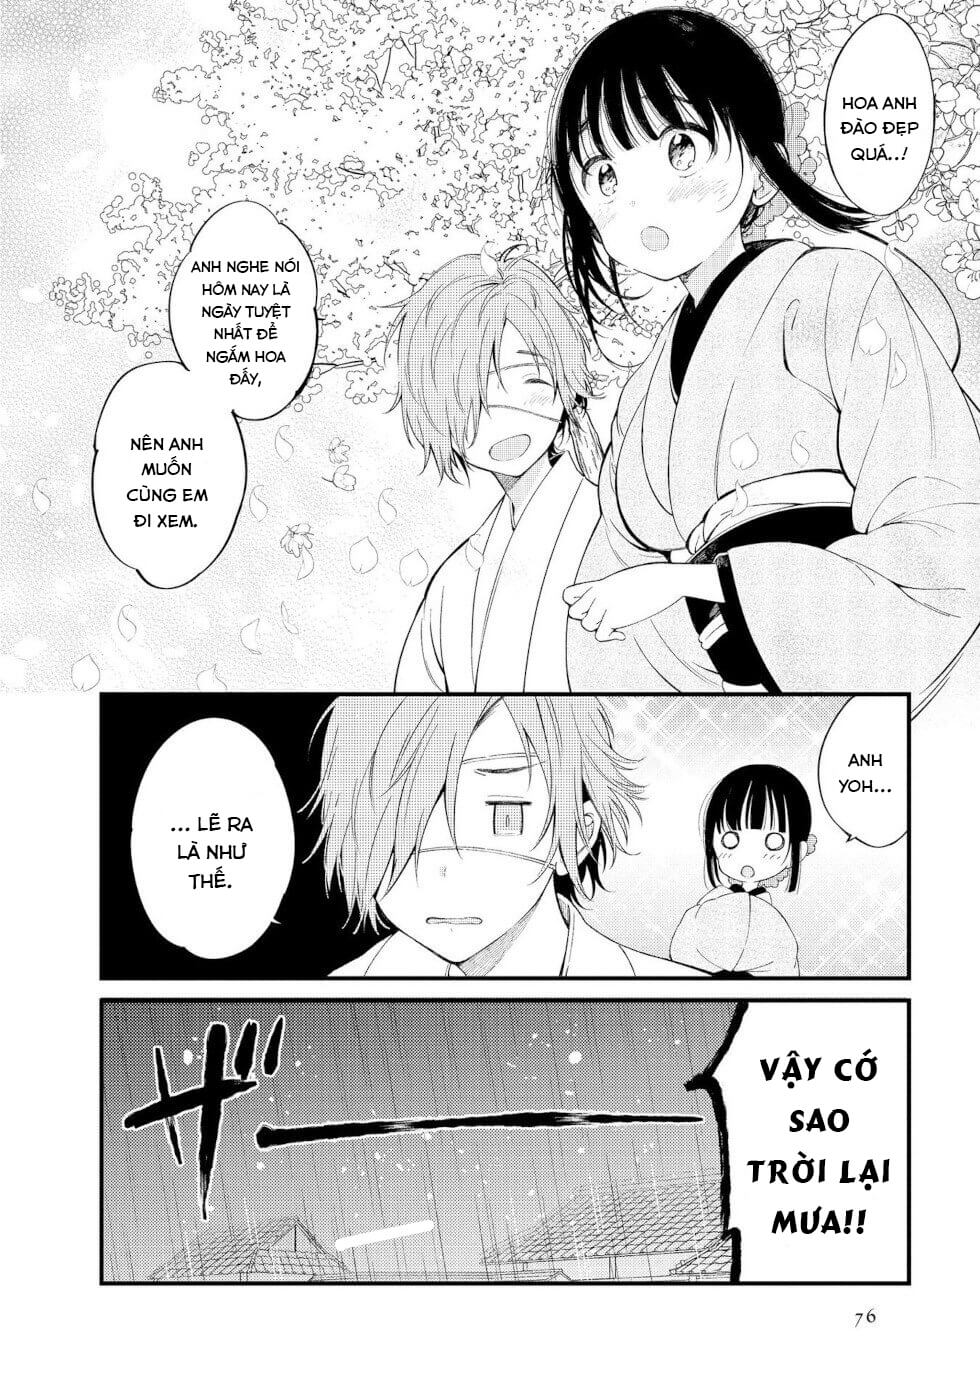 HOA ANH
ĐÀO ĐẸP
QUÁ..!
ANH NGHE NÓI
HÔM NAY LÀ
NGÀY TUYỆT
NHẤT ĐỂ
NGẮM HOA
ĐẤY,
NÊN ANH
MUỐN
CÙNG EM
ĐI XEM.
ANH
YOH...
... LẼ RA
LÀ NHƯ
THẾ.
VẬY CỚ
SAO
TRỜI LẠI
MƯA!!
ザー
76